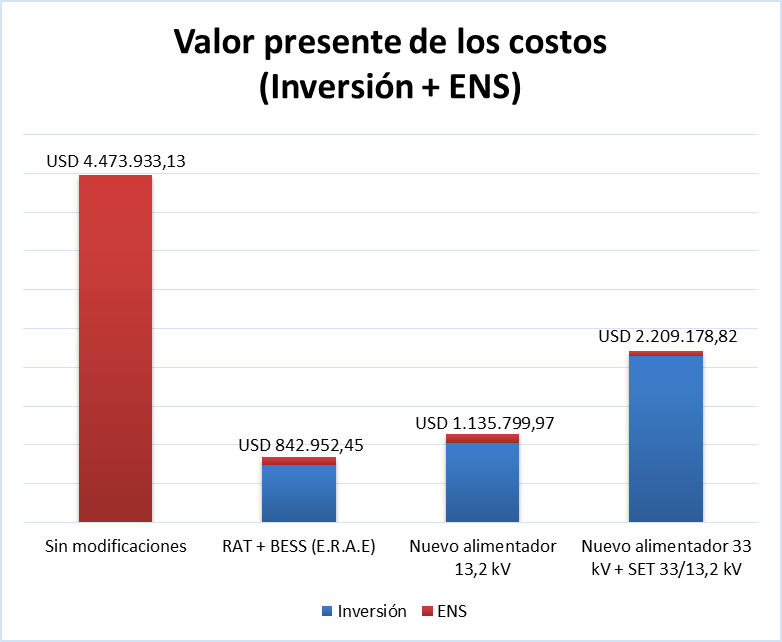 Valor presente de los costos
(Inversión + ENS)
USD 4.473.933,13
USD 842.952,45
USD 1.135.799,97
USD 2.209.178,82
Sin modificaciones
RAT + BESS (E.R.A.E)
Nuevo alimentador
13,2 kV
Nuevo alimentador 33
kV + SET 33/13,2 kV
Inversión
ENS